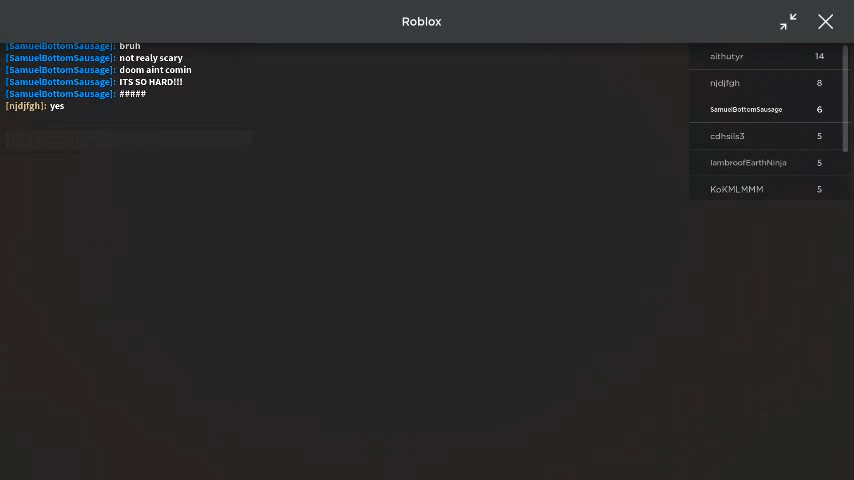 Roblox
[SamuelBottomSausage]: bruh
[SamuelBottomSausage]: not realy scary
[SamuelBottomSausage]: doom aint comin
[SamuelBottomSausage]: ITS SO HARD!!!
[SamuelBottomSausage]: #####
[njdjfgh]: yes
aithutyr 14
njdjfgh 8
SamuelBottomSausage 6
cdhsils3 5
IambroofEarthNinja 5
KoKMLMMM 5